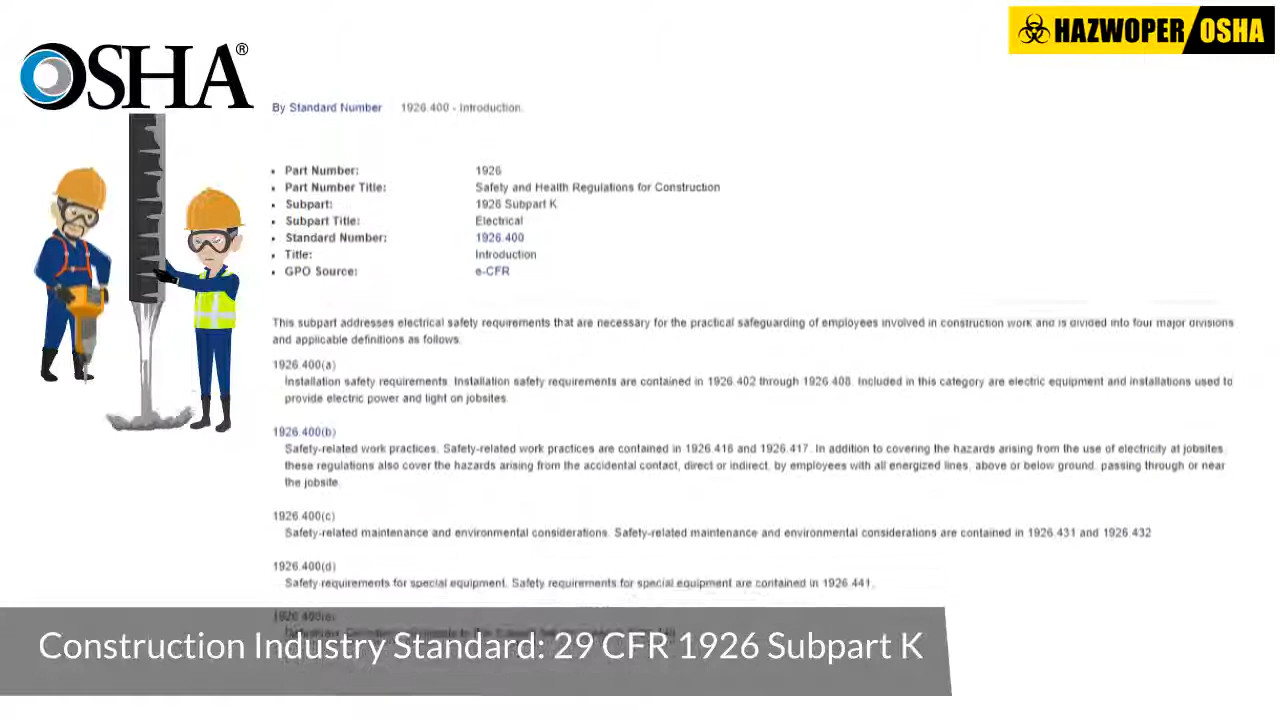 OSHA®
HAZWOPER OSHA
By Standard Number 1926.400 - Introduction.
• Part Number: 1926
• Part Number Title: Safety and Health Regulations for Construction
• Subpart: 1926 Subpart K
• Subpart Title: Electrical
• Standard Number: 1926.400
• Title: Introduction
• GPO Source: e-CFR
This subpart addresses electrical safety requirements that are necessary for the practical safeguarding of employees involved in construction work and is divided into four major divisions
and applicable definitions as follows:
1926.400(a)
Installation safety requirements. Installation safety requirements are contained in 1926.402 through 1926.408. Included in this category are electric equipment and installations used to
provide electric power and light on jobsites.
1926.400(b)
Safety-related work practices. Safety-related work practices are contained in 1926.416 and 1926.417. In addition to covering the hazards arising from the use of electricity at jobsites,
these regulations also cover the hazards arising from the accidental contact, direct or indirect, by employees with all energized lines, above or below ground, passing through or near
the jobsite.
1926.400(c)
Safety-related maintenance and environmental considerations. Safety-related maintenance and environmental considerations are contained in 1926.431 and 1926.432
1926.400(d)
Safety requirements for special equipment. Safety requirements for special equipment are contained in 1926.441.
1926.400(e)
Construction Industry Standard: 29 CFR 1926 Subpart K